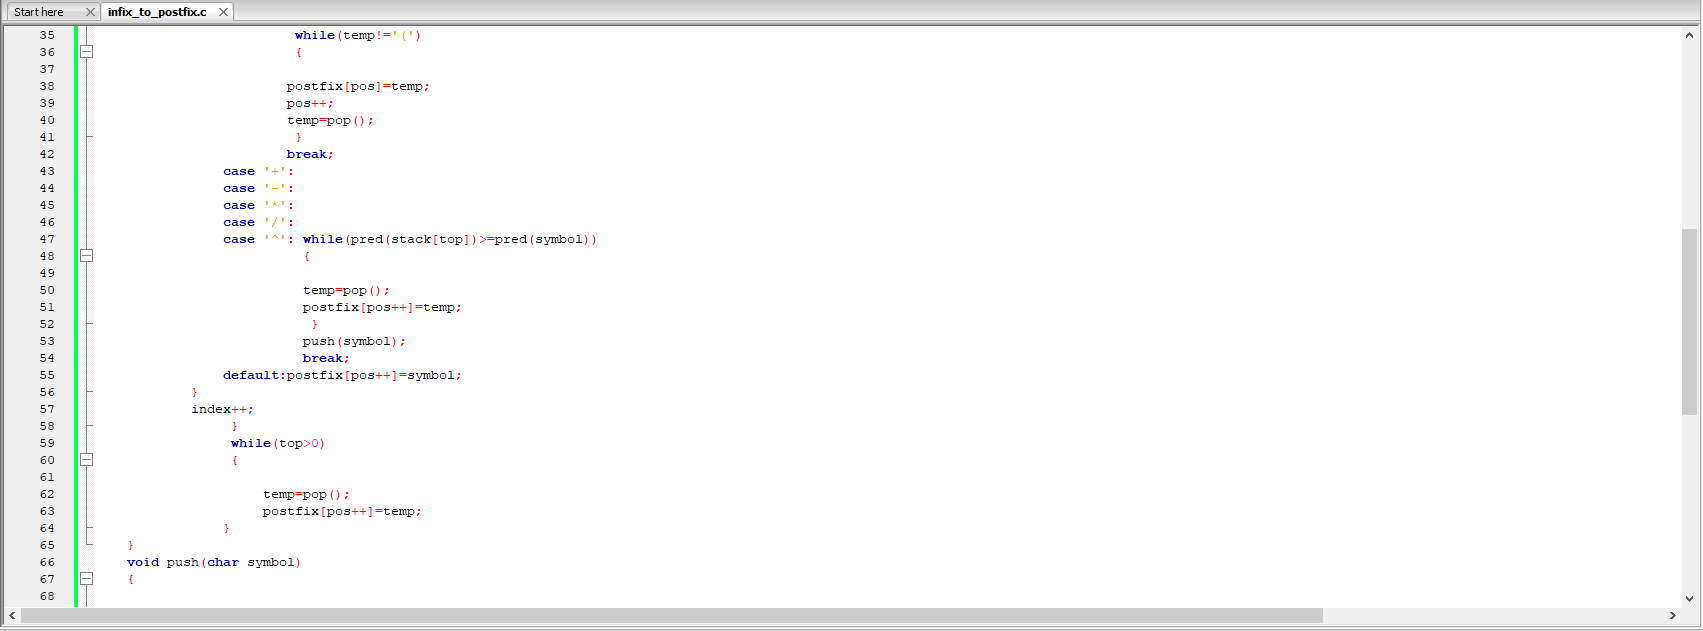 Start here × infix_to_postfix.c ×
35 while(temp!='(')
36 {
37
38 postfix[pos]=temp;
39 pos++;
40 temp=pop();
41 }
42 break;
43 case '+':
44 case '-':
45 case '*':
46 case '/':
47 case '^': while(pred(stack[top])>=pred(symbol))
48 {
49
50 temp=pop();
51 postfix[pos++]=temp;
52 }
53 push(symbol);
54 break;
55 default:postfix[pos++]=symbol;
56 }
57 index++;
58 }
59 while(top>0)
60 {
61
62 temp=pop();
63 postfix[pos++]=temp;
64 }
65 }
66 void push(char symbol)
67 {
68